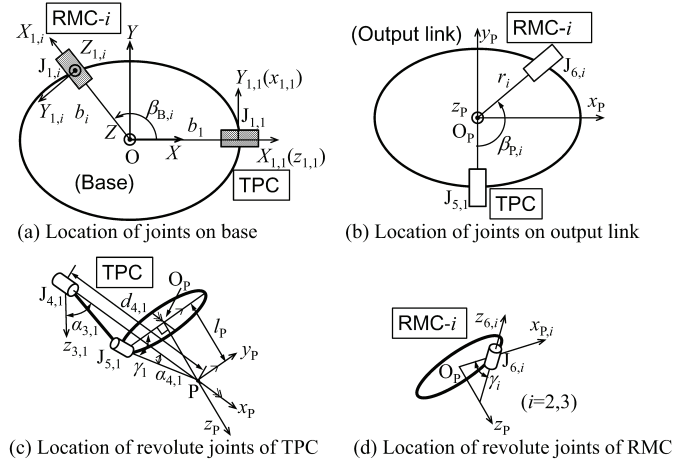 RMC-i
X1,i
Z1,i
J1,i
Y1,i
bi
Y
βB,i
Z
O
X
b1
Y1,1(x1,1)
J1,1
X1,1(z1,1)
TPC
(Base)
(a) Location of joints on base
(Output link)
RMC-i
yP
J6,i
ri
zP
OP
xP
βP,i
J5,1
TPC
(b) Location of joints on output link
TPC
J4,1
OP
d4,1
α3,1
z3,1
J5,1
lP
γ1
α4,1
yP
P
xP
zP
(c) Location of revolute joints of TPC
RMC-i
z6,i
xP,i
J6,i
OP
γi
(i=2,3)
zP
(d) Location of revolute joints of RMC